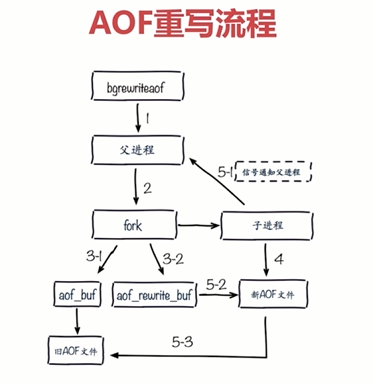 AOF重写流程
bgrewriteaof
1
父进程
5-1
信号通知父进程
2
fork
子进程
3-1
3-2
4
aof_buf
aof_rewrite_buf
5-2
新AOF文件
5-3
旧AOF文件